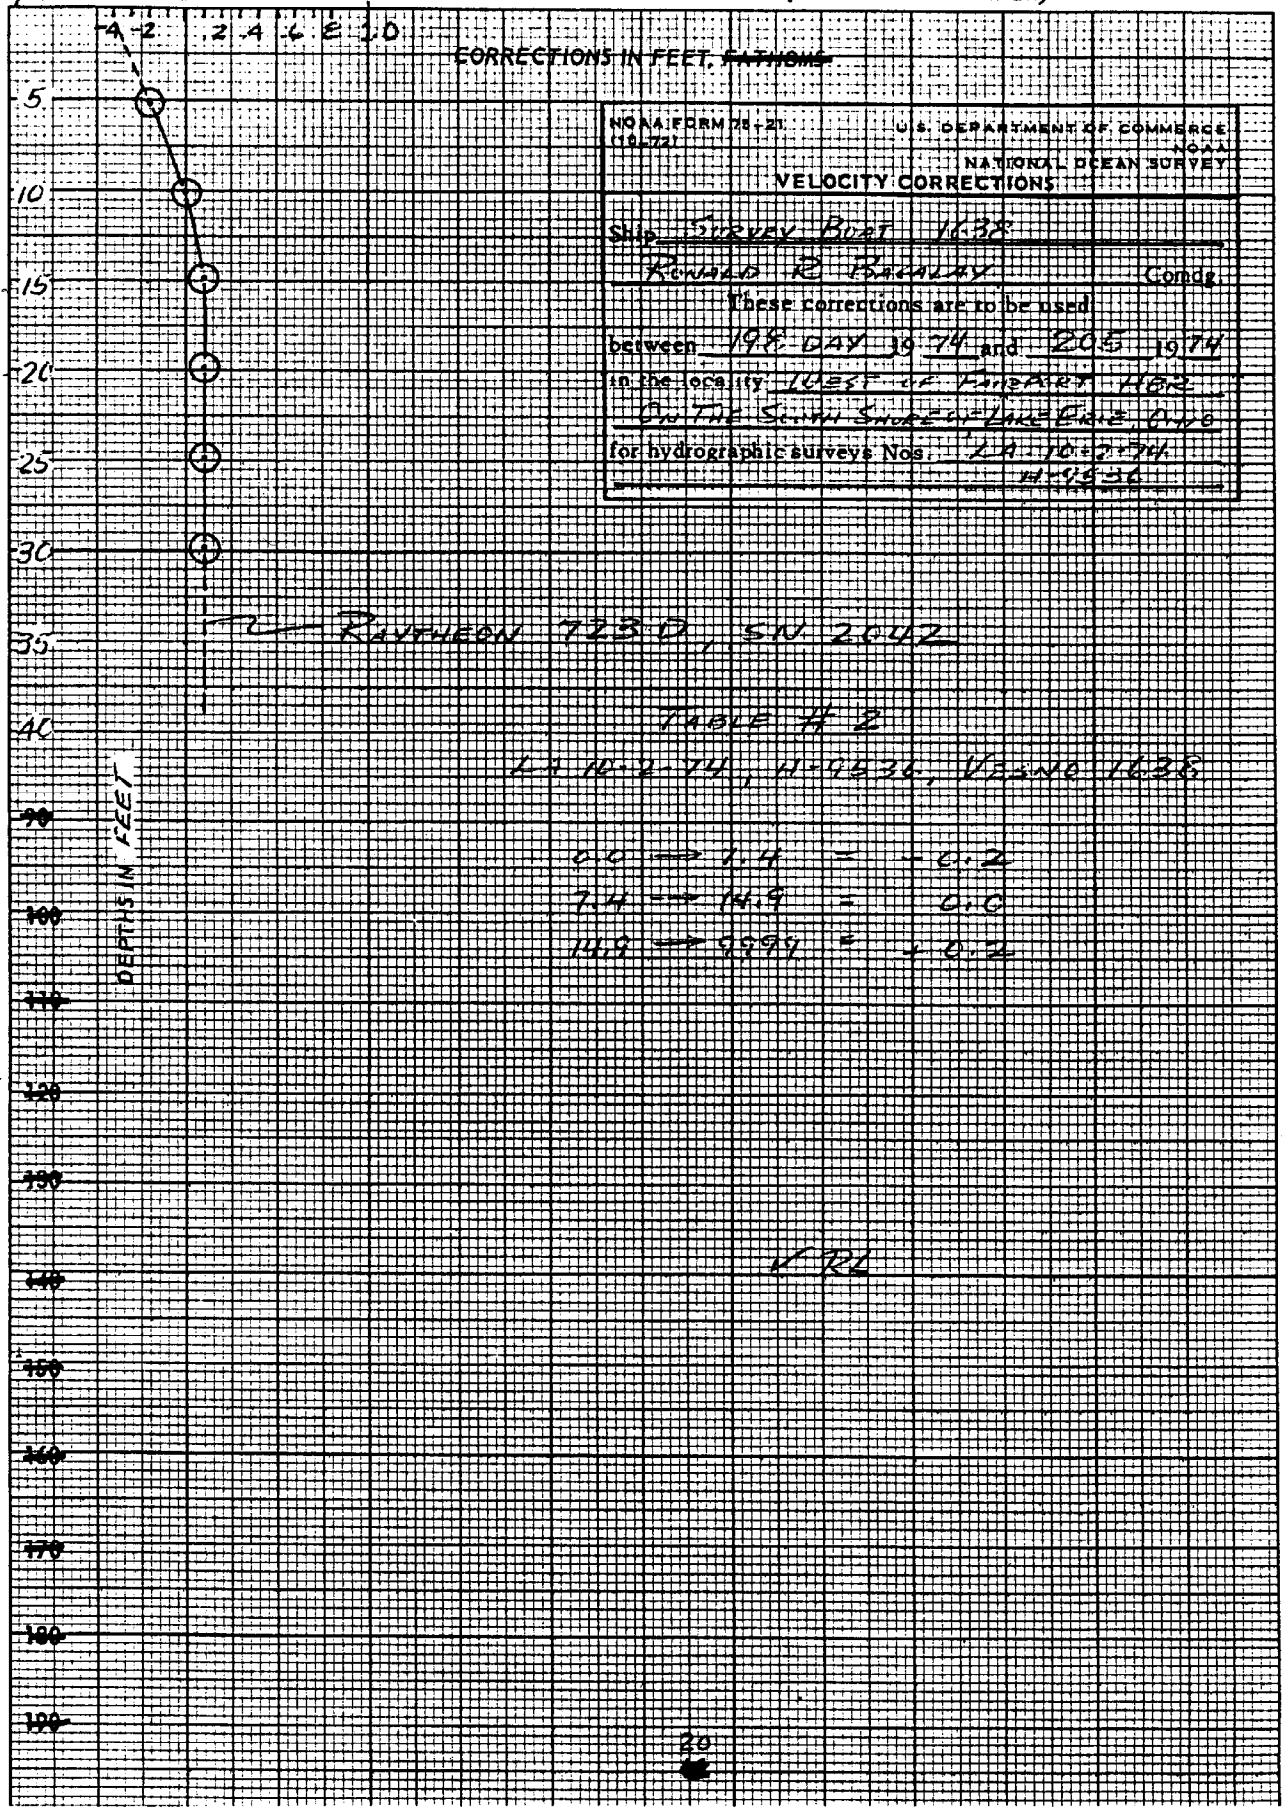 -.4 -.2 .2 .4 .6 .8 1.0
CORRECTIONS IN FEET, FATHOMS
NOAA FORM 75-21
(10-72)
U.S. DEPARTMENT OF COMMERCE
NOAA
NATIONAL OCEAN SURVEY
VELOCITY CORRECTIONS
Ship SURVEY BOAT 1638
RONALD R Comdg.
These corrections are to be used
between 198 DAY 19 74 and 205 19 74
in the locality WEST OF FAIRPORT HBR
ON THE SOUTH SHORE OF LAKE ERIE, OHIO
for hydrographic surveys Nos. LA-10-2-74
H-9536
5
10
15
20
25
30
35
40
90
100
110
120
130
140
150
160
170
180
190
DEPTHS IN FEET
RAYTHEON 723 D, SN 2042
TABLE # 2
LA 10-2-74, H-9536, VESNO 1638
0.0 → 7.4 = -0.2
7.4 → 14.9 = 0.0
14.9 → 9999 = +0.2
✓ RL
20